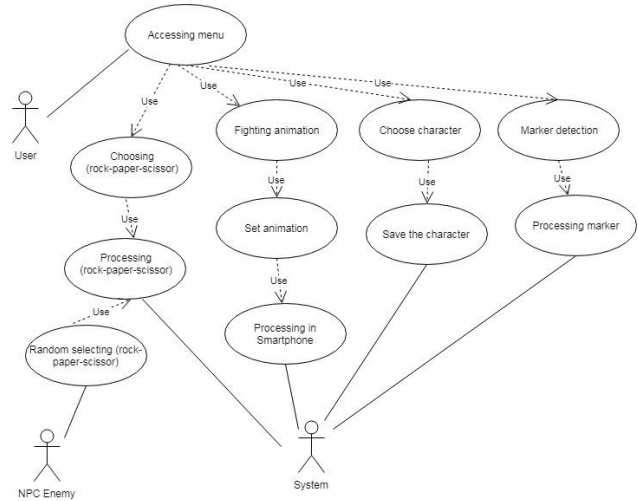 Accessing menu
Use
Use
Use
Use
User
Choosing
(rock-paper-scissor)
Fighting animation
Choose character
Marker detection
Use
Use
Use
Use
Processing
(rock-paper-scissor)
Set animation
Save the character
Processing marker
Use
Use
Random selecting (rock-
paper-scissor)
Processing in
Smartphone
NPC Enemy
System